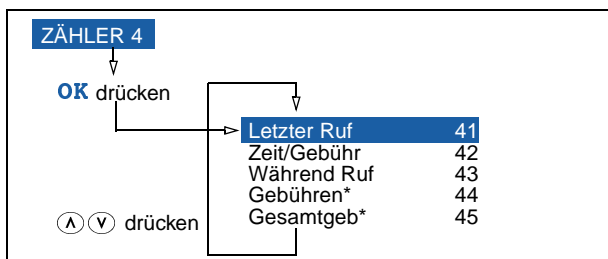 ZÄHLER 4
OK drücken
Letzter Ruf 41
Zeit/Gebühr 42
Während Ruf 43
Gebühren* 44
Gesamtgeb* 45
drücken